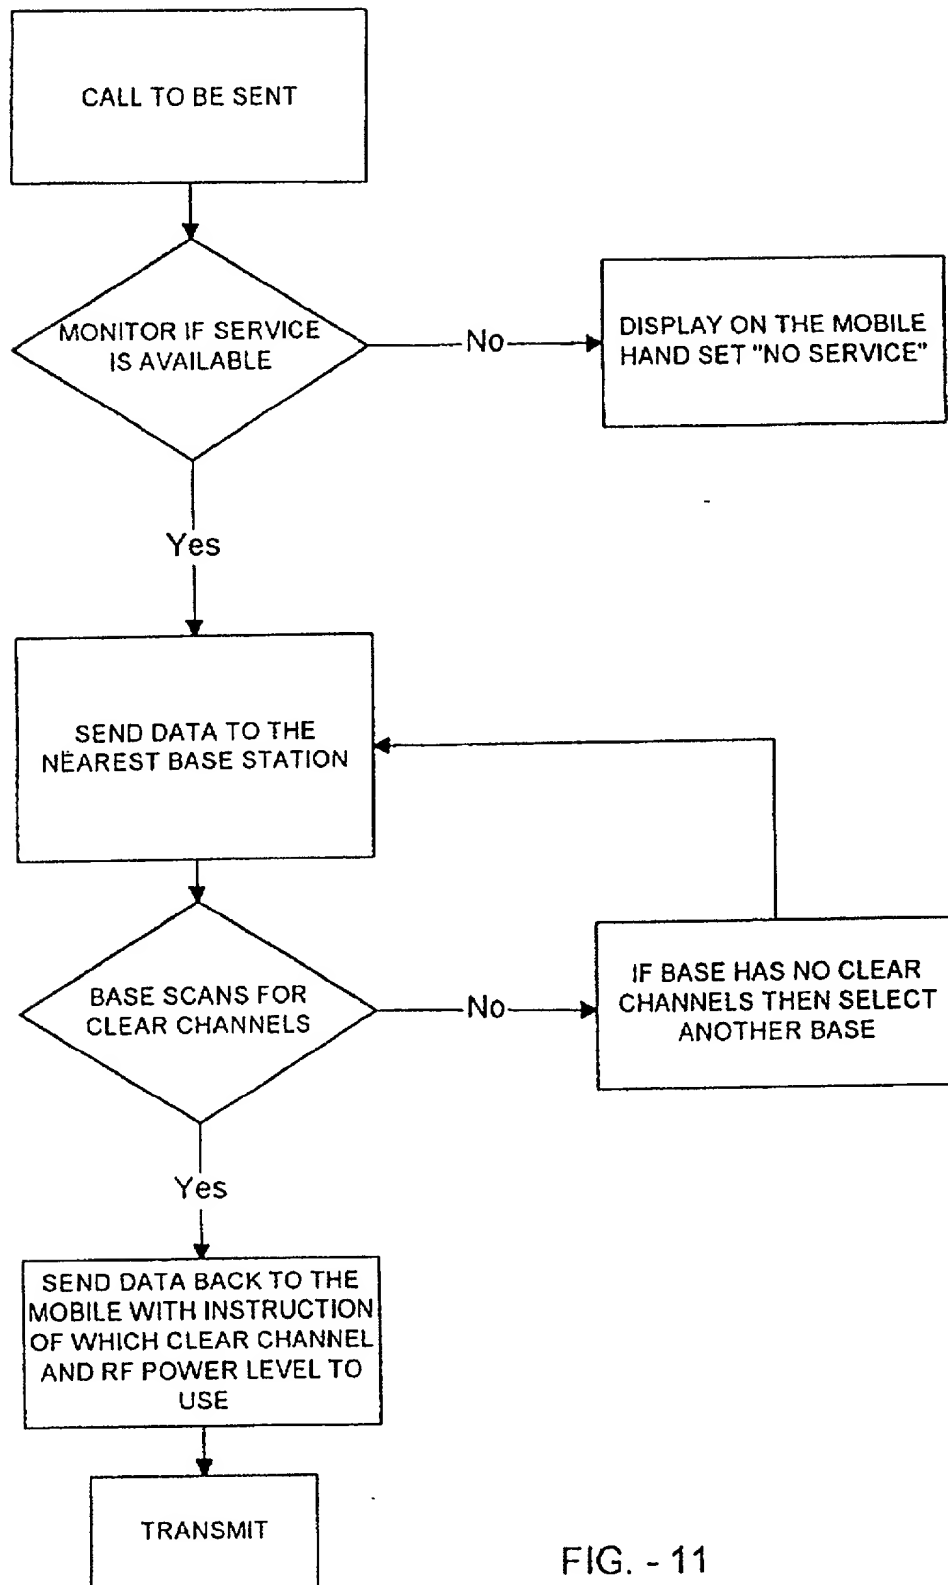 CALL TO BE SENT
MONITOR IF SERVICE
IS AVAILABLE
No
DISPLAY ON THE MOBILE
HAND SET "NO SERVICE"
Yes
SEND DATA TO THE
NEAREST BASE STATION
BASE SCANS FOR
CLEAR CHANNELS
No
IF BASE HAS NO CLEAR
CHANNELS THEN SELECT
ANOTHER BASE
Yes
SEND DATA BACK TO THE
MOBILE WITH INSTRUCTION
OF WHICH CLEAR CHANNEL
AND RF POWER LEVEL TO
USE
TRANSMIT
FIG. - 11